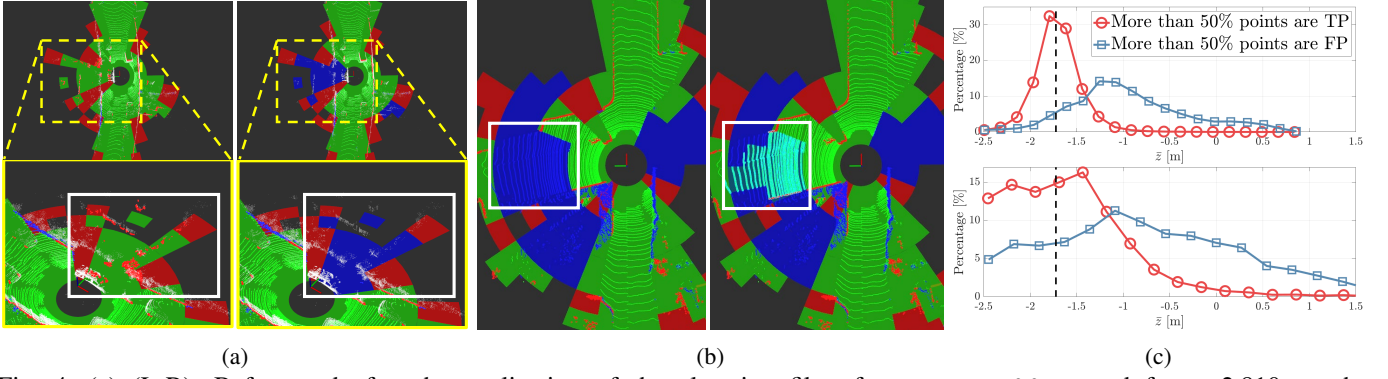 30
20
10
0
Percentage [%]
More than 50% points are TP
More than 50% points are FP
-2.5 -2 -1.5 -1 -0.5 0 0.5 1 1.5
z̄ [m]
15
10
5
0
Percentage [%]
-2.5 -2 -1.5 -1 -0.5 0 0.5 1 1.5
z̄ [m]
(a) (b) (c)